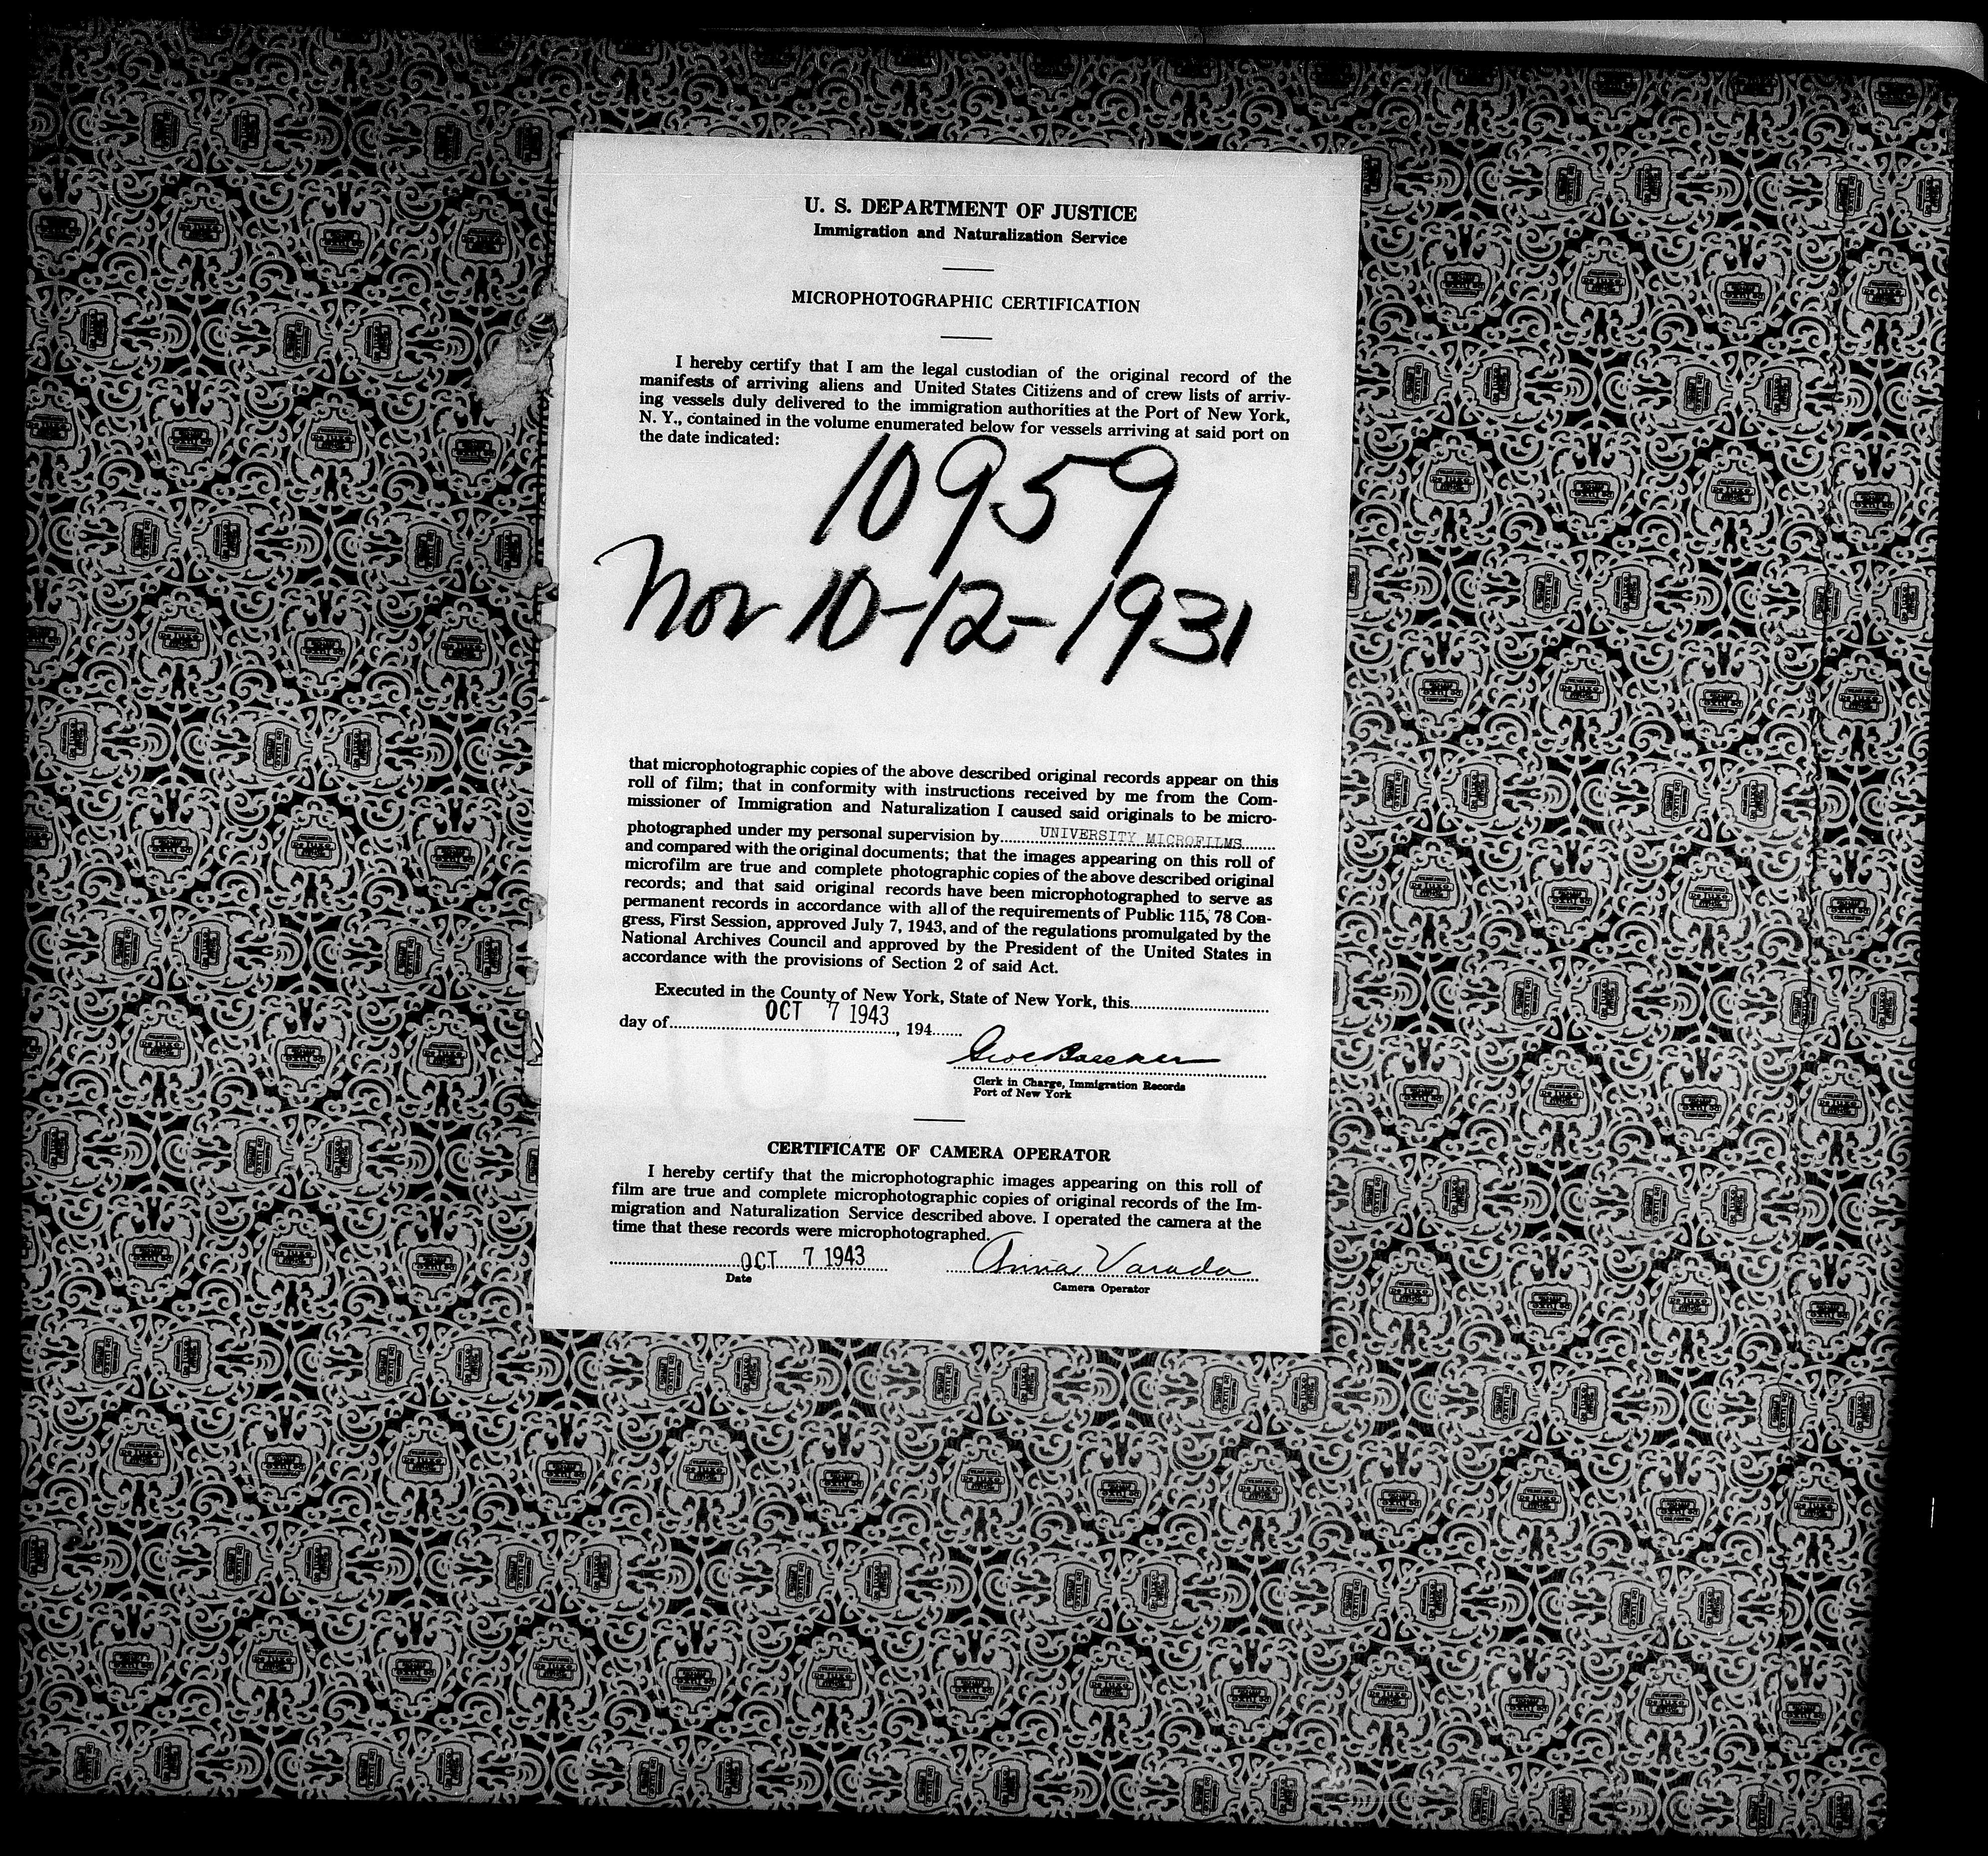 U. S. DEPARTMENT OF JUSTICE
Immigration and Naturalization Service
MICROPHOTOGRAPHIC CERTIFICATION
I hereby certify that I am the legal custodian of the original record of the
manifests of arriving aliens and United States Citizens and of crew lists of arriv-
ing vessels duly delivered to the immigration authorities at the Port of New York,
N. Y., contained in the volume enumerated below for vessels arriving at said port on
the date indicated:
10959
Nov 10-12-1931
that microphotographic copies of the above described original records appear on this
roll of film; that in conformity with instructions received by me from the Com-
missioner of Immigration and Naturalization I caused said originals to be micro-
photographed under my personal supervision by UNIVERSITY MICROFILMS
and compared with the original documents; that the images appearing on this roll of
microfilm are true and complete photographic copies of the above described original
records; and that said original records have been microphotographed to serve as
permanent records in accordance with all of the requirements of Public 115, 78 Con-
gress, First Session, approved July 7, 1943, and of the regulations promulgated by the
National Archives Council and approved by the President of the United States in
accordance with the provisions of Section 2 of said Act.
Executed in the County of New York, State of New York, this
day of OCT 7 1943, 194
Clerk in Charge, Immigration Records
Port of New York
CERTIFICATE OF CAMERA OPERATOR
I hereby certify that the microphotographic images appearing on this roll of
film are true and complete microphotographic copies of original records of the Im-
migration and Naturalization Service described above. I operated the camera at the
time that these records were microphotographed.
OCT 7 1943 Anna Varada
Date
Camera Operator